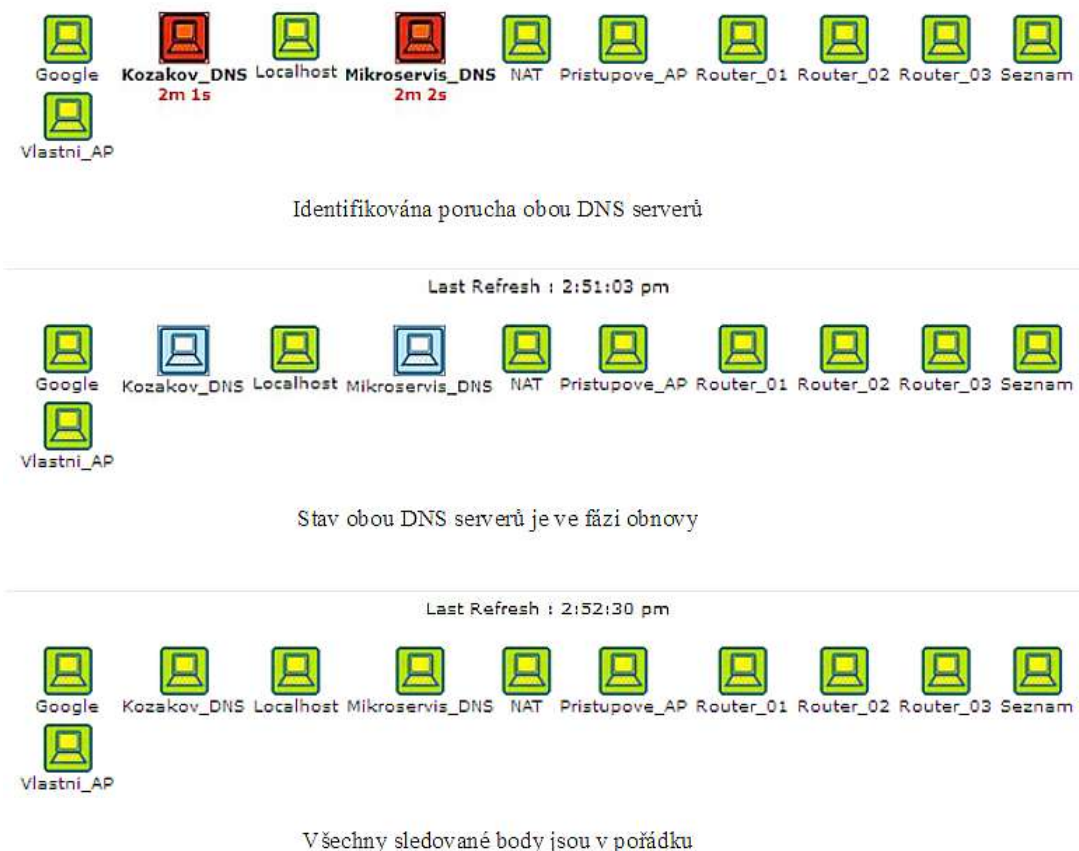 Google Kozakov_DNS Localhost Mikroservis_DNS NAT Pristupove_AP Router_01 Router_02 Router_03 Seznam
2m 1s 2m 2s
Vlastni_AP
Identifikována porucha obou DNS serverů
Last Refresh : 2:51:03 pm
Google Kozakov_DNS Localhost Mikroservis_DNS NAT Pristupove_AP Router_01 Router_02 Router_03 Seznam
Vlastni_AP
Stav obou DNS serverů je ve fázi obnovy
Last Refresh : 2:52:30 pm
Google Kozakov_DNS Localhost Mikroservis_DNS NAT Pristupove_AP Router_01 Router_02 Router_03 Seznam
Vlastni_AP
Všechny sledované body jsou v pořádku